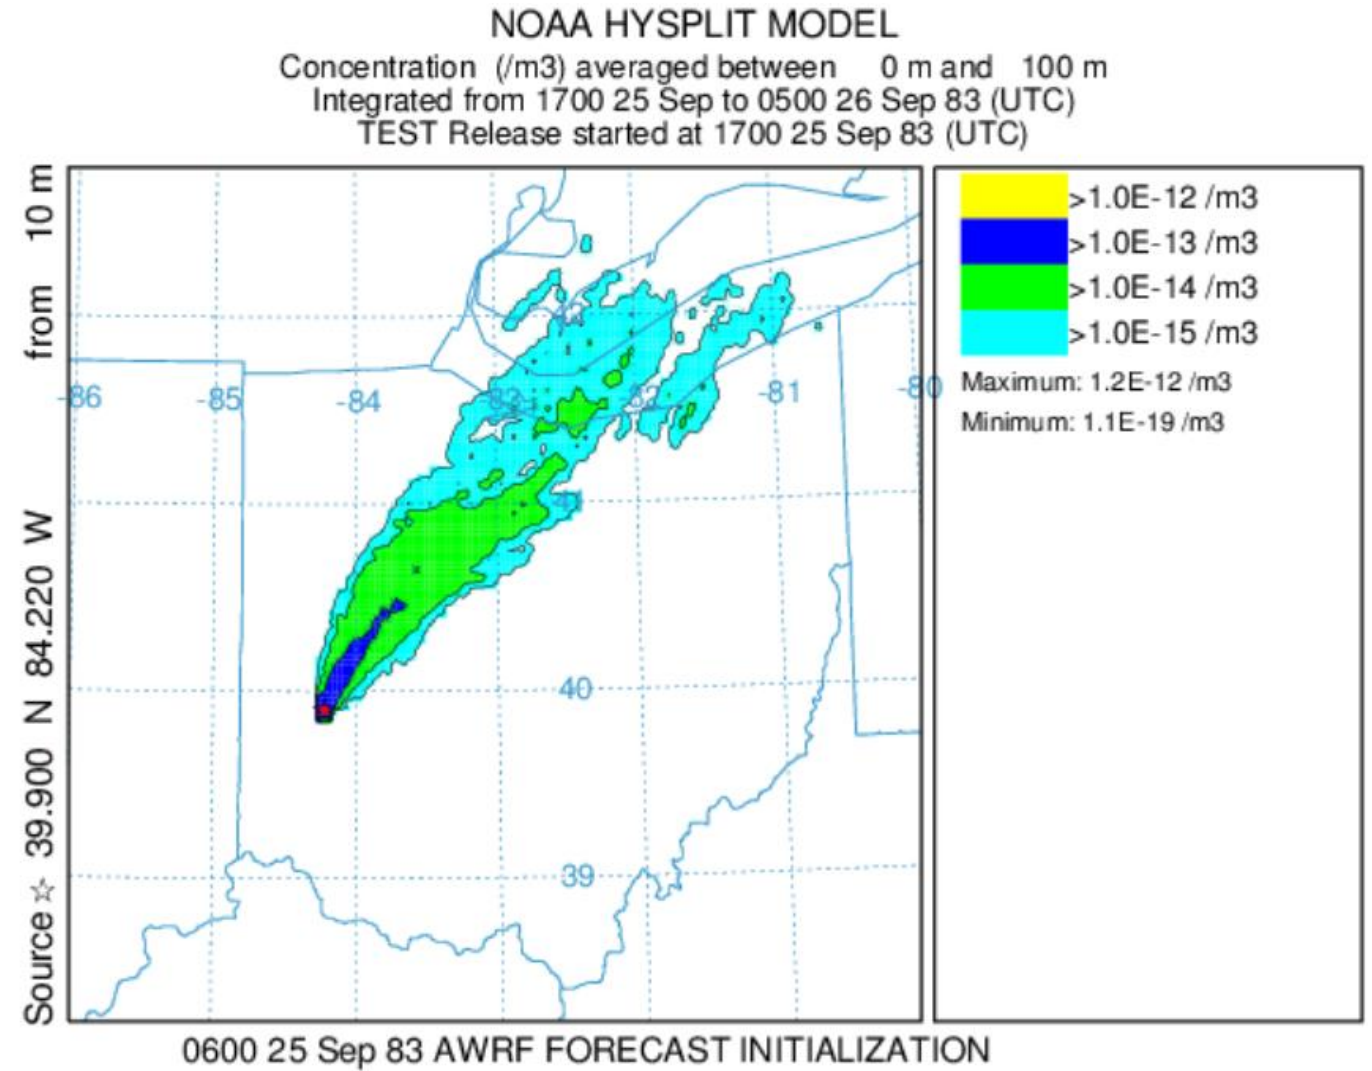 NOAA HYSPLIT MODEL
Concentration (/m3) averaged between 0 m and 100 m
Integrated from 1700 25 Sep to 0500 26 Sep 83 (UTC)
TEST Release started at 1700 25 Sep 83 (UTC)
Source ☆ 39.900 N 84.220 W from 10 m
>1.0E-12 /m3
>1.0E-13 /m3
>1.0E-14 /m3
>1.0E-15 /m3
Maximum: 1.2E-12 /m3
Minimum: 1.1E-19 /m3
-86 -85 -84 -81 -80
40
39
0600 25 Sep 83 AWRF FORECAST INITIALIZATION